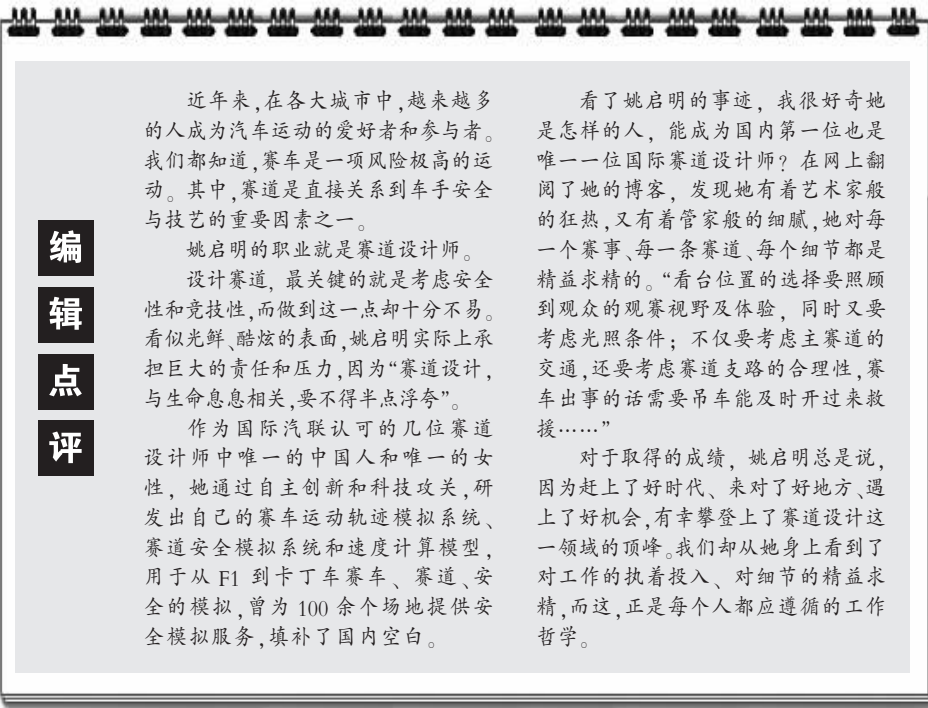 编
辑
点
评
近年来,在各大城市中,越来越多
的人成为汽车运动的爱好者和参与者。
我们都知道,赛车是一项风险极高的运
动。其中,赛道是直接关系到车手安全
与技艺的重要因素之一。
姚启明的职业就是赛道设计师。
设计赛道,最关键的就是考虑安全
性和竞技性,而做到这一点却十分不易。
看似光鲜、酷炫的表面,姚启明实际上承
担巨大的责任和压力,因为“赛道设计,
与生命息息相关,要不得半点浮夸”。
作为国际汽联认可的几位赛道
设计师中唯一的中国人和唯一的女
性,她通过自主创新和科技攻关,研
发出自己的赛车运动轨迹模拟系统、
赛道安全模拟系统和速度计算模型,
用于从 F1 到卡丁车赛车、赛道、安
全的模拟,曾为 100 余个场地提供安
全模拟服务,填补了国内空白。
看了姚启明的事迹,我很好奇她
是怎样的人,能成为国内第一位也是
唯一一位国际赛道设计师?在网上翻
阅了她的博客,发现她有着艺术家般
的狂热,又有着管家般的细腻,她对每
一个赛事、每一条赛道、每个细节都是
精益求精的。“看台位置的选择要照顾
到观众的观赛视野及体验,同时又要
考虑光照条件;不仅要考虑主赛道的
交通,还要考虑赛道支路的合理性,赛
车出事的话需要吊车能及时开过来救
援……”
对于取得的成绩,姚启明总是说,
因为赶上了好时代、来对了好地方、遇
上了好机会,有幸攀登上了赛道设计这
一领域的顶峰。我们却从她身上看到了
对工作的执着投入、对细节的精益求
精,而这,正是每个人都应遵循的工作
哲学。